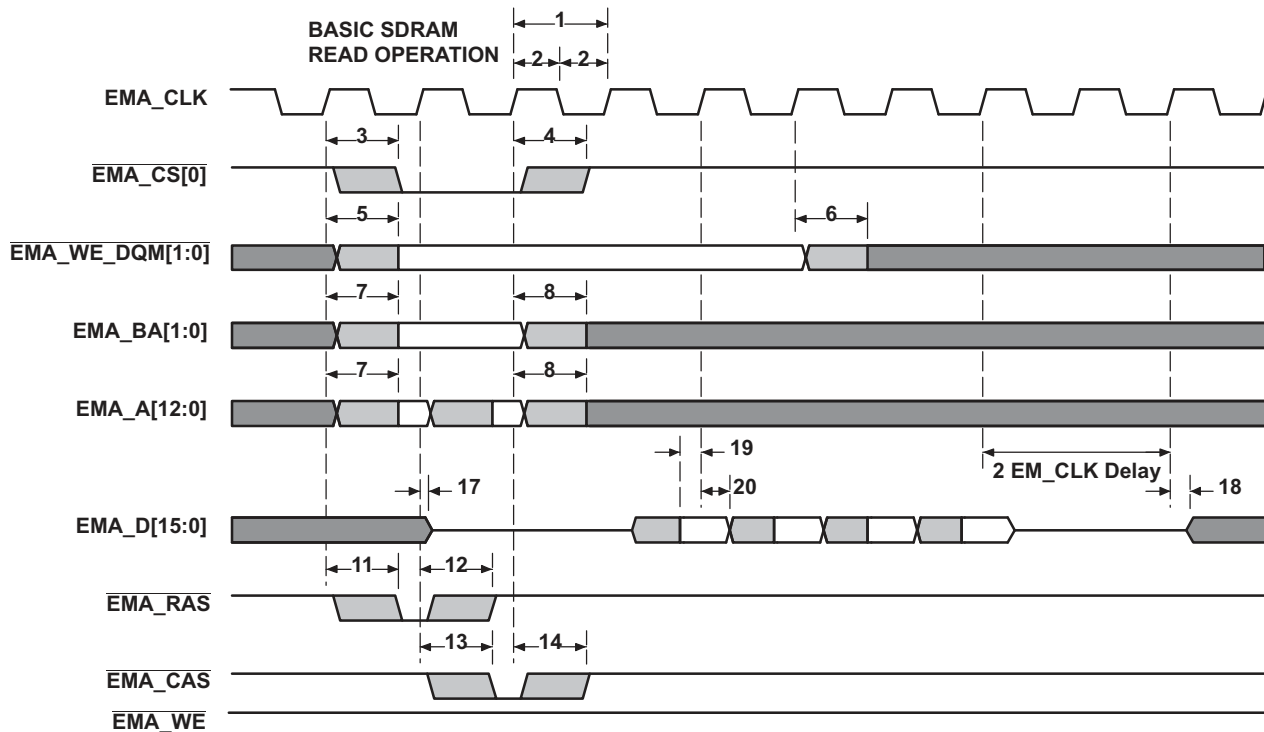 BASIC SDRAM
READ OPERATION
1
2 2
EMA_CLK
3 4
EMA_CS[0]
5 6
EMA_WE_DQM[1:0]
7 8
EMA_BA[1:0]
7 8
EMA_A[12:0]
19
2 EM_CLK Delay
17 20 18
EMA_D[15:0]
11 12
EMA_RAS
13 14
EMA_CAS
EMA_WE